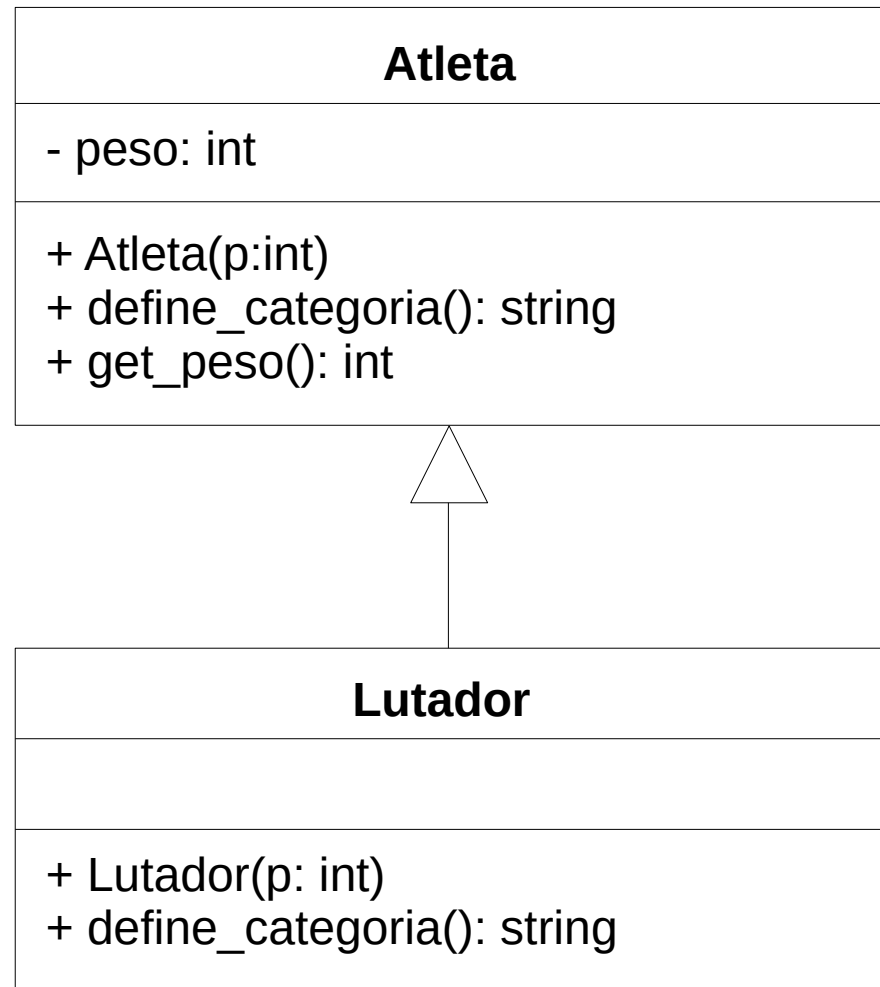 Atleta
- peso: int
+ Atleta(p:int)
+ define_categoria(): string
+ get_peso(): int
Lutador
+ Lutador(p: int)
+ define_categoria(): string